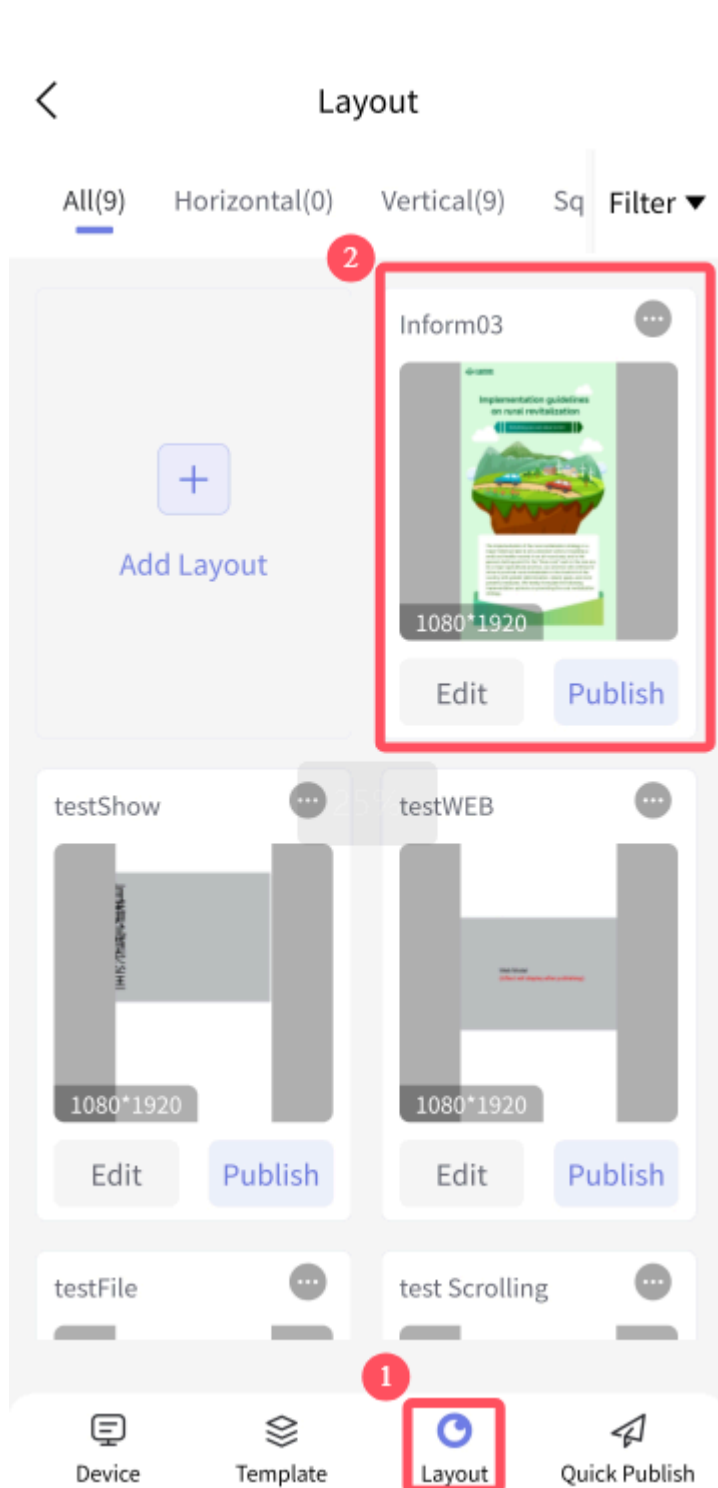 Layout
All(9) Horizontal(0) Vertical(9) Sq Filter
2
Inform03
Implementation guidelines
on rural revitalization
1080*1920
Add Layout
Edit Publish
testShow testWEB
1080*1920 1080*1920
Edit Publish Edit Publish
testFile test Scrolling
1
Device Template Layout Quick Publish